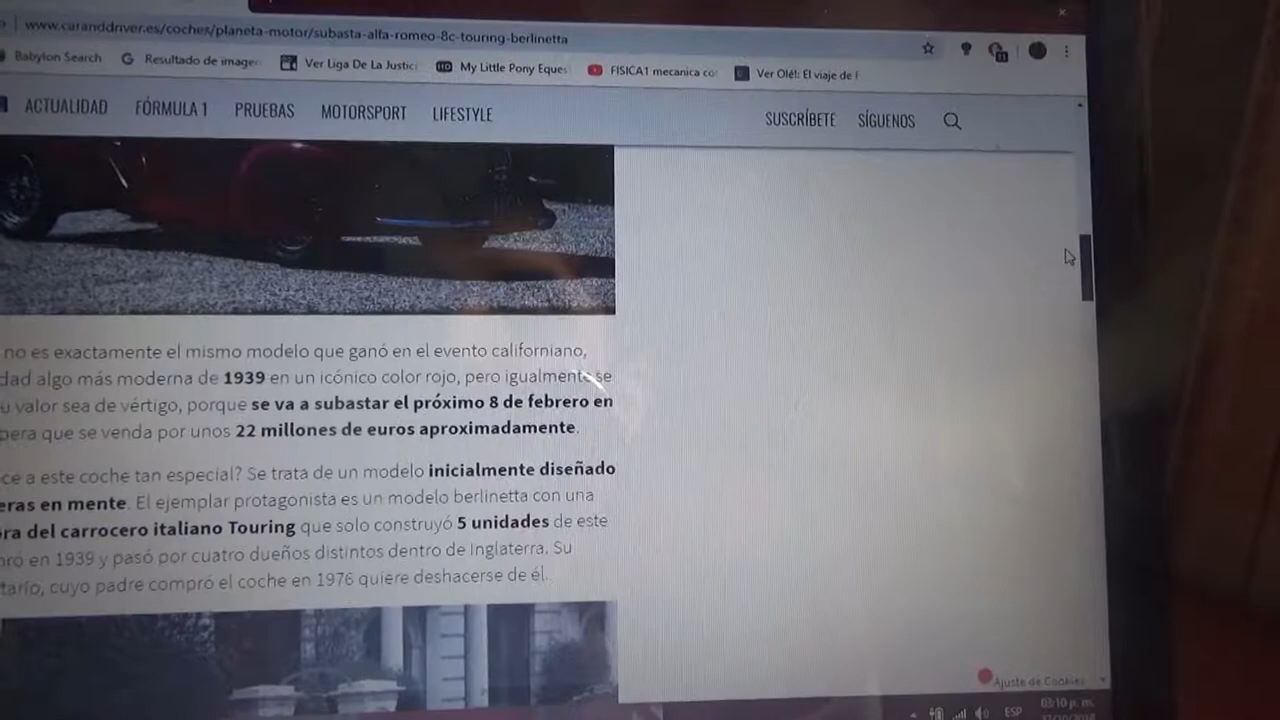 www.caranddriver.es/coches/planeta-motor/subasta-alfa-romeo-8c-touring-berlinetta
Babylon Search Resultado de imagen Ver Liga De La Justic My Little Pony Eques FISICA1 mecanica co Ver Olé!: El viaje de F
ACTUALIDAD FÓRMULA 1 PRUEBAS MOTORSPORT LIFESTYLE SUSCRÍBETE SÍGUENOS
no es exactamente el mismo modelo que ganó en el evento californiano,
dad algo más moderna de 1939 en un icónico color rojo, pero igualmente se
u valor sea de vértigo, porque se va a subastar el próximo 8 de febrero en
pera que se venda por unos 22 millones de euros aproximadamente.
ce a este coche tan especial? Se trata de un modelo inicialmente diseñado
eras en mente. El ejemplar protagonista es un modelo berlinetta con una
ra del carrocero italiano Touring que solo construyó 5 unidades de este
ró en 1939 y pasó por cuatro dueños distintos dentro de Inglaterra. Su
tario, cuyo padre compró el coche en 1976 quiere deshacerse de él.
Ajuste de Cookies
ESP 03:10 p. m.